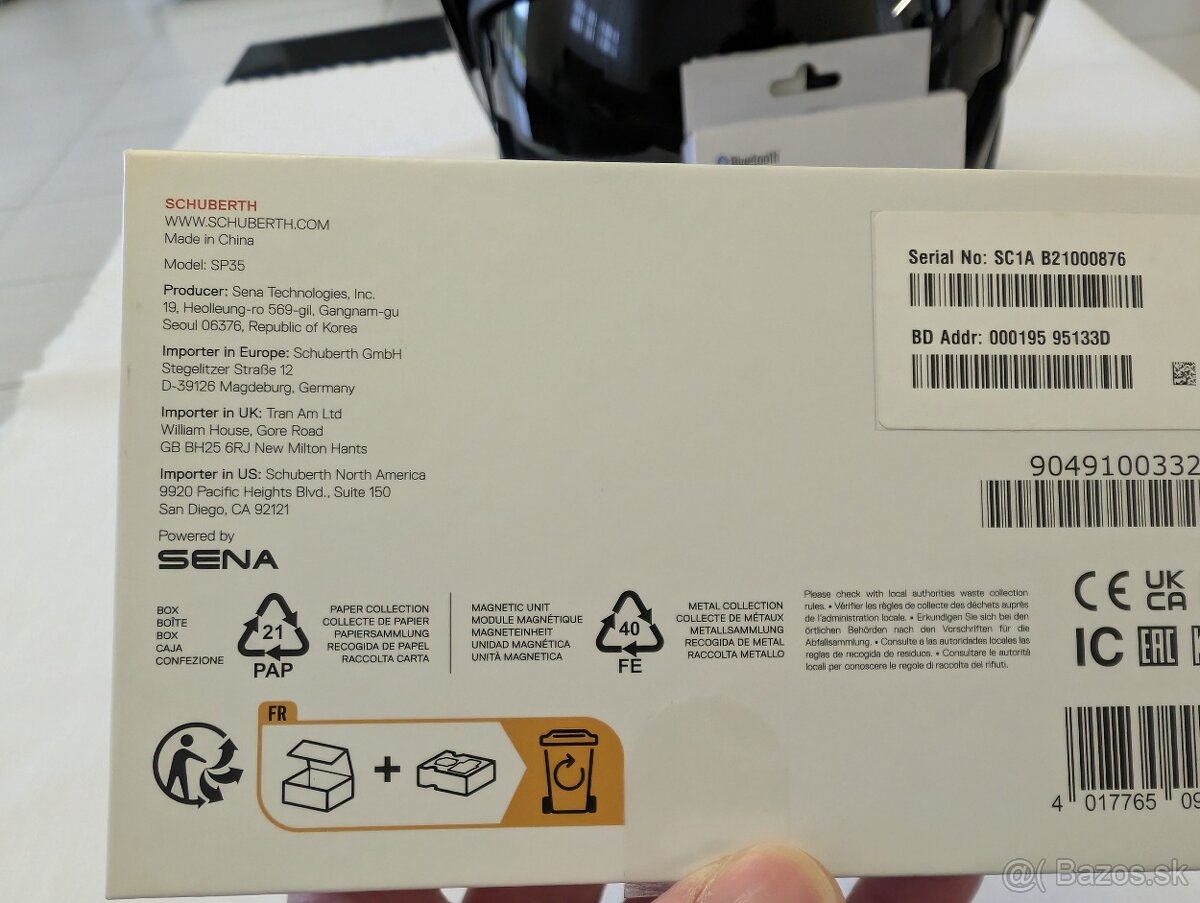 Bluetooth
SCHUBERTH
WWW.SCHUBERTH.COM
Made in China
Model: SP35
Producer: Sena Technologies, Inc.
19, Heolleung-ro 569-gil, Gangnam-gu
Seoul 06376, Republic of Korea
Importer in Europe: Schuberth GmbH
Stegelitzer Straße 12
D-39126 Magdeburg, Germany
Importer in UK: Tran Am Ltd
William House, Gore Road
GB BH25 6RJ New Milton Hants
Importer in US: Schuberth North America
9920 Pacific Heights Blvd., Suite 150
San Diego, CA 92121
Powered by
SENA
Serial No: SC1A B21000876
BD Addr: 000195 95133D
9049100332
BOX
BOÎTE
BOX
CAJA
CONFEZIONE
21
PAP
PAPER COLLECTION
COLLECTE DE PAPIER
PAPIERSAMMLUNG
RECOGIDA DE PAPEL
RACCOLTA CARTA
MAGNETIC UNIT
MODULE MAGNÉTIQUE
MAGNETEINHEIT
UNIDAD MAGNÉTICA
UNITÀ MAGNETICA
40
FE
METAL COLLECTION
COLLECTE DE MÉTAUX
METALLSAMMLUNG
RECOGIDA DE METAL
RACCOLTA METALLO
Please check with local authorities waste collection
rules. • Vérifier les règles de collecte des déchets auprès
de l'administration locale. • Erkundigen Sie sich bei den
örtlichen Behörden nach den Vorschriften für die
Abfallsammlung. • Consulte a las autoridades locales las
reglas de recogida de residuos. • Consultare le autorità
locali per conoscere le regole di raccolta dei rifiuti.
CE UK
CA
IC EAC
FR
+
4 017765 09
@( Bazos.sk